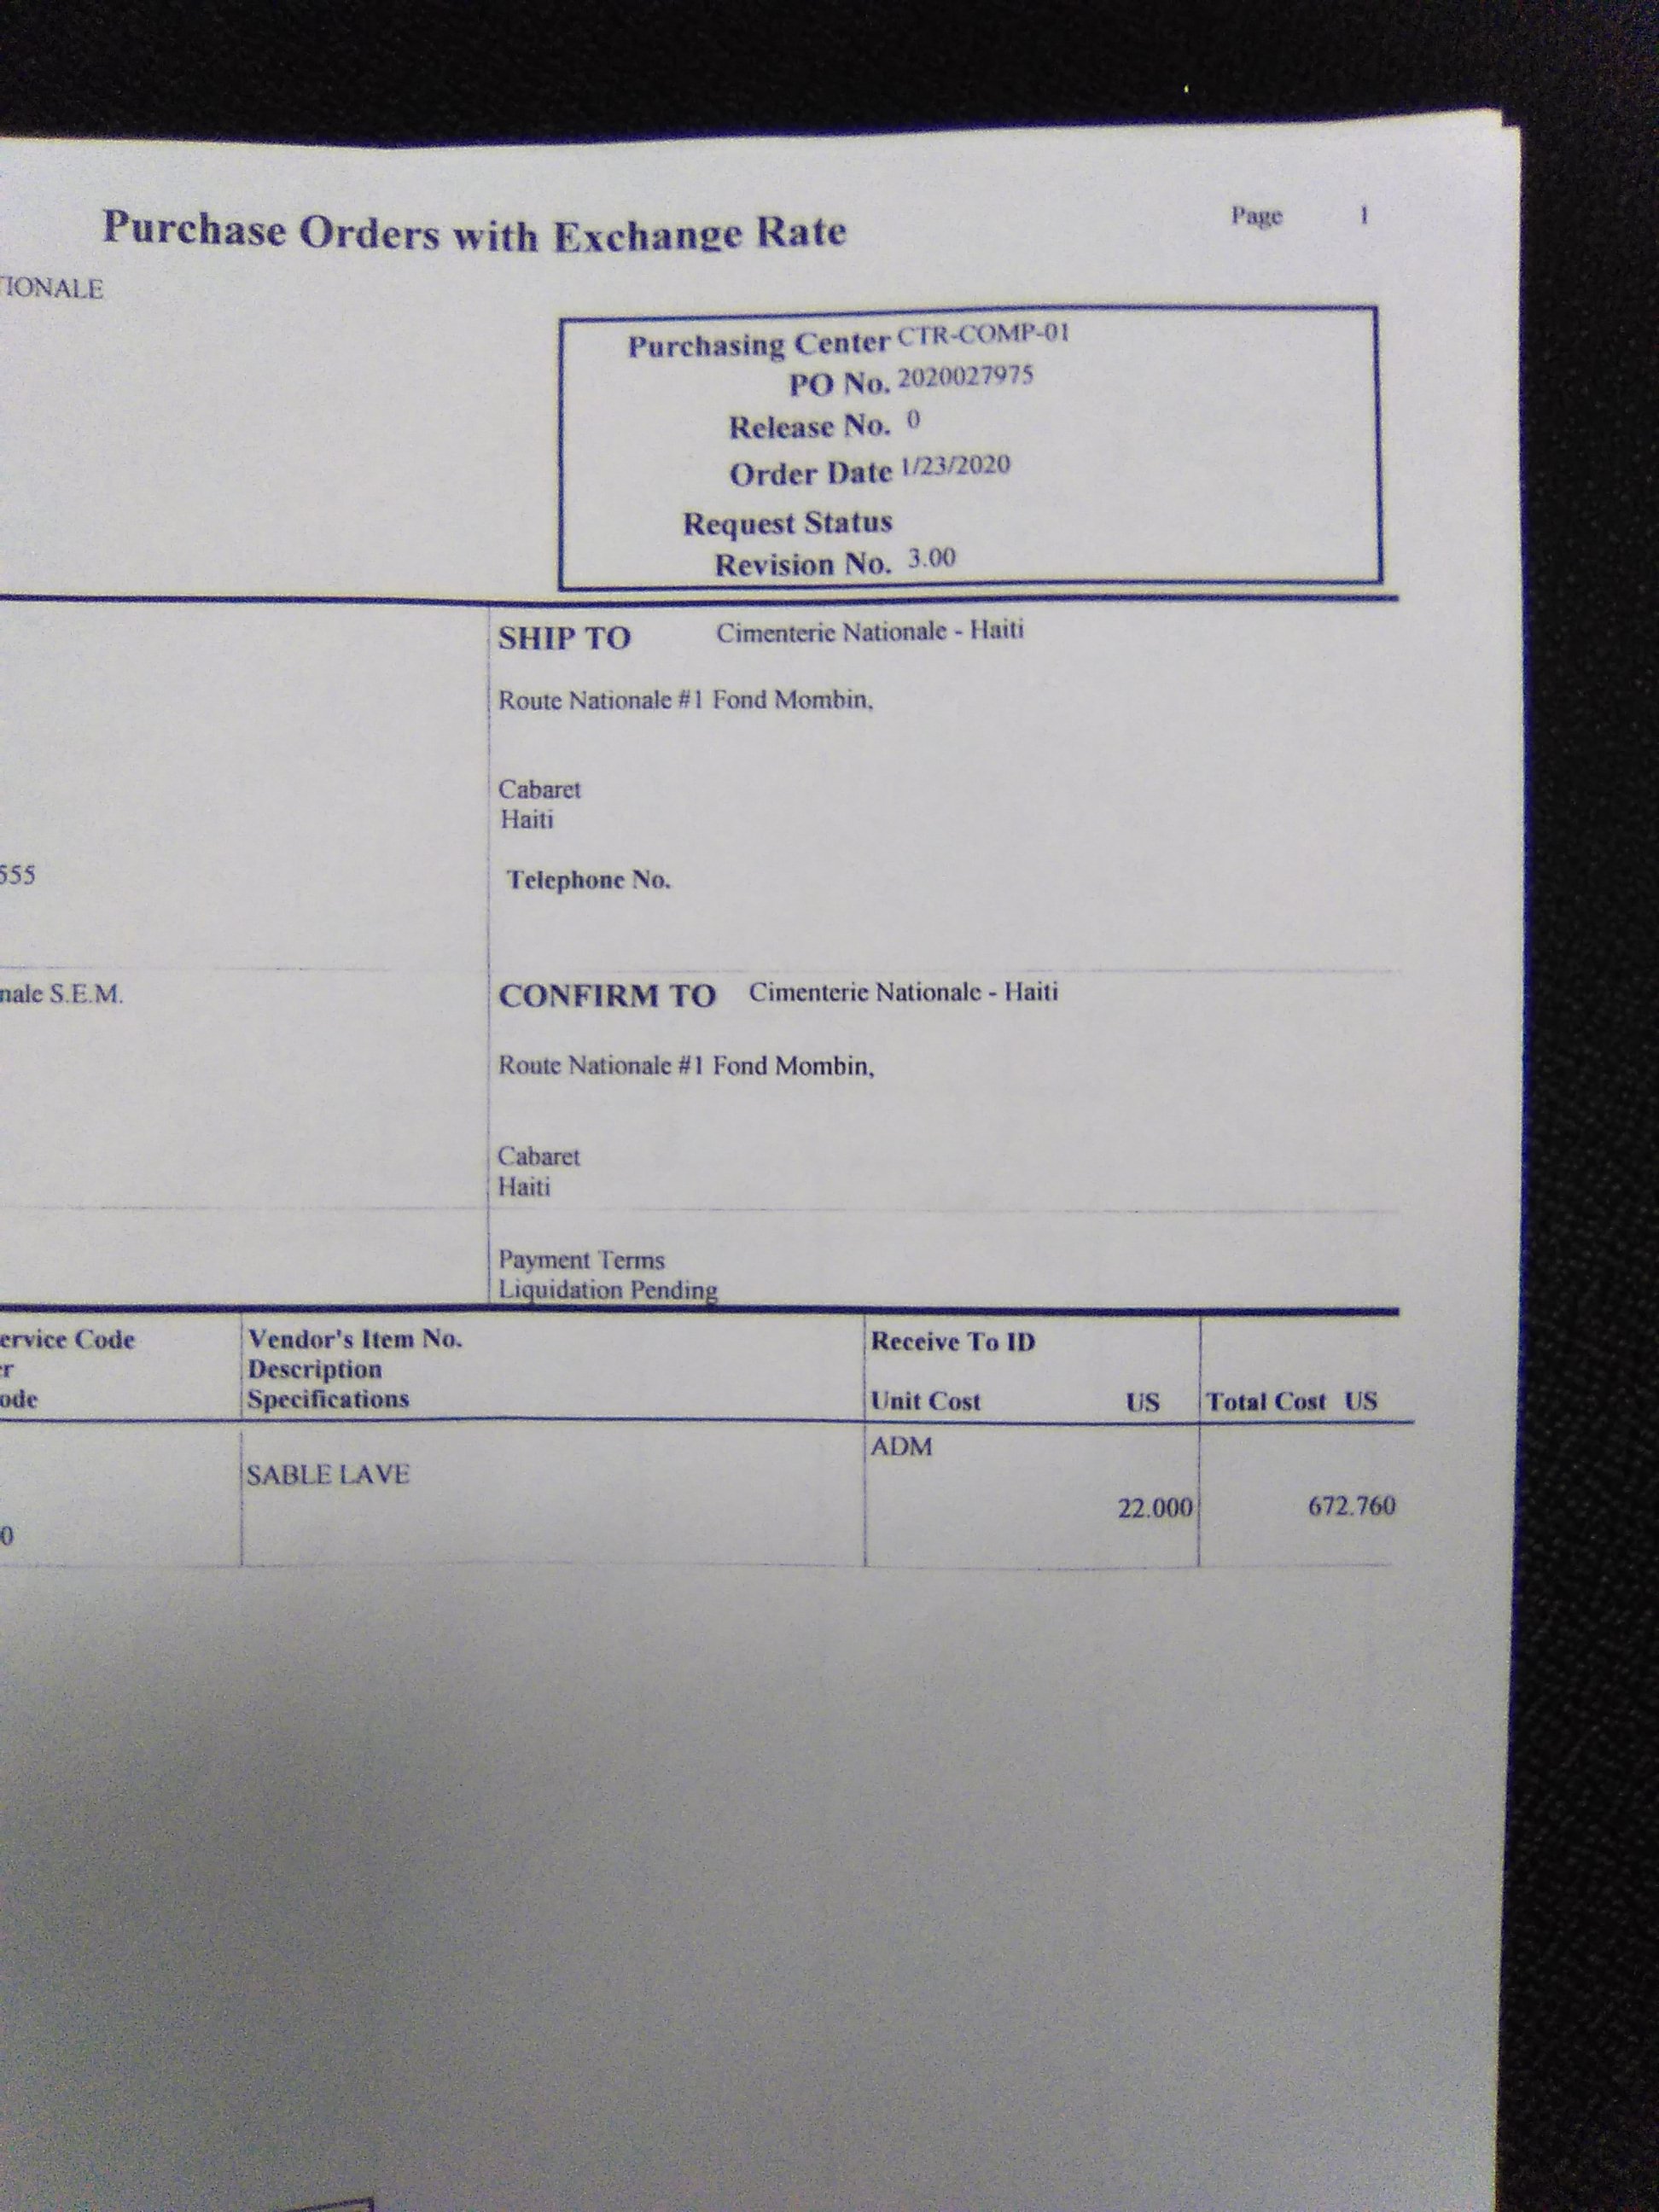 Purchase Orders with Exchange Rate
Page 1
TIONALE
Purchasing Center CTR-COMP-01
PO No. 2020027975
Release No. 0
Order Date 1/23/2020
Request Status
Revision No. 3.00
SHIP TO Cimenterie Nationale - Haiti
Route Nationale #1 Fond Mombin,
Cabaret
Haiti
555
Telephone No.
nale S.E.M.
CONFIRM TO Cimenterie Nationale - Haiti
Route Nationale #1 Fond Mombin,
Cabaret
Haiti
Payment Terms
Liquidation Pending
ervice Code Vendor's Item No. Receive To ID
r Description
ode Specifications Unit Cost US Total Cost US
ADM
SABLE LAVE
22.000 672.760
0